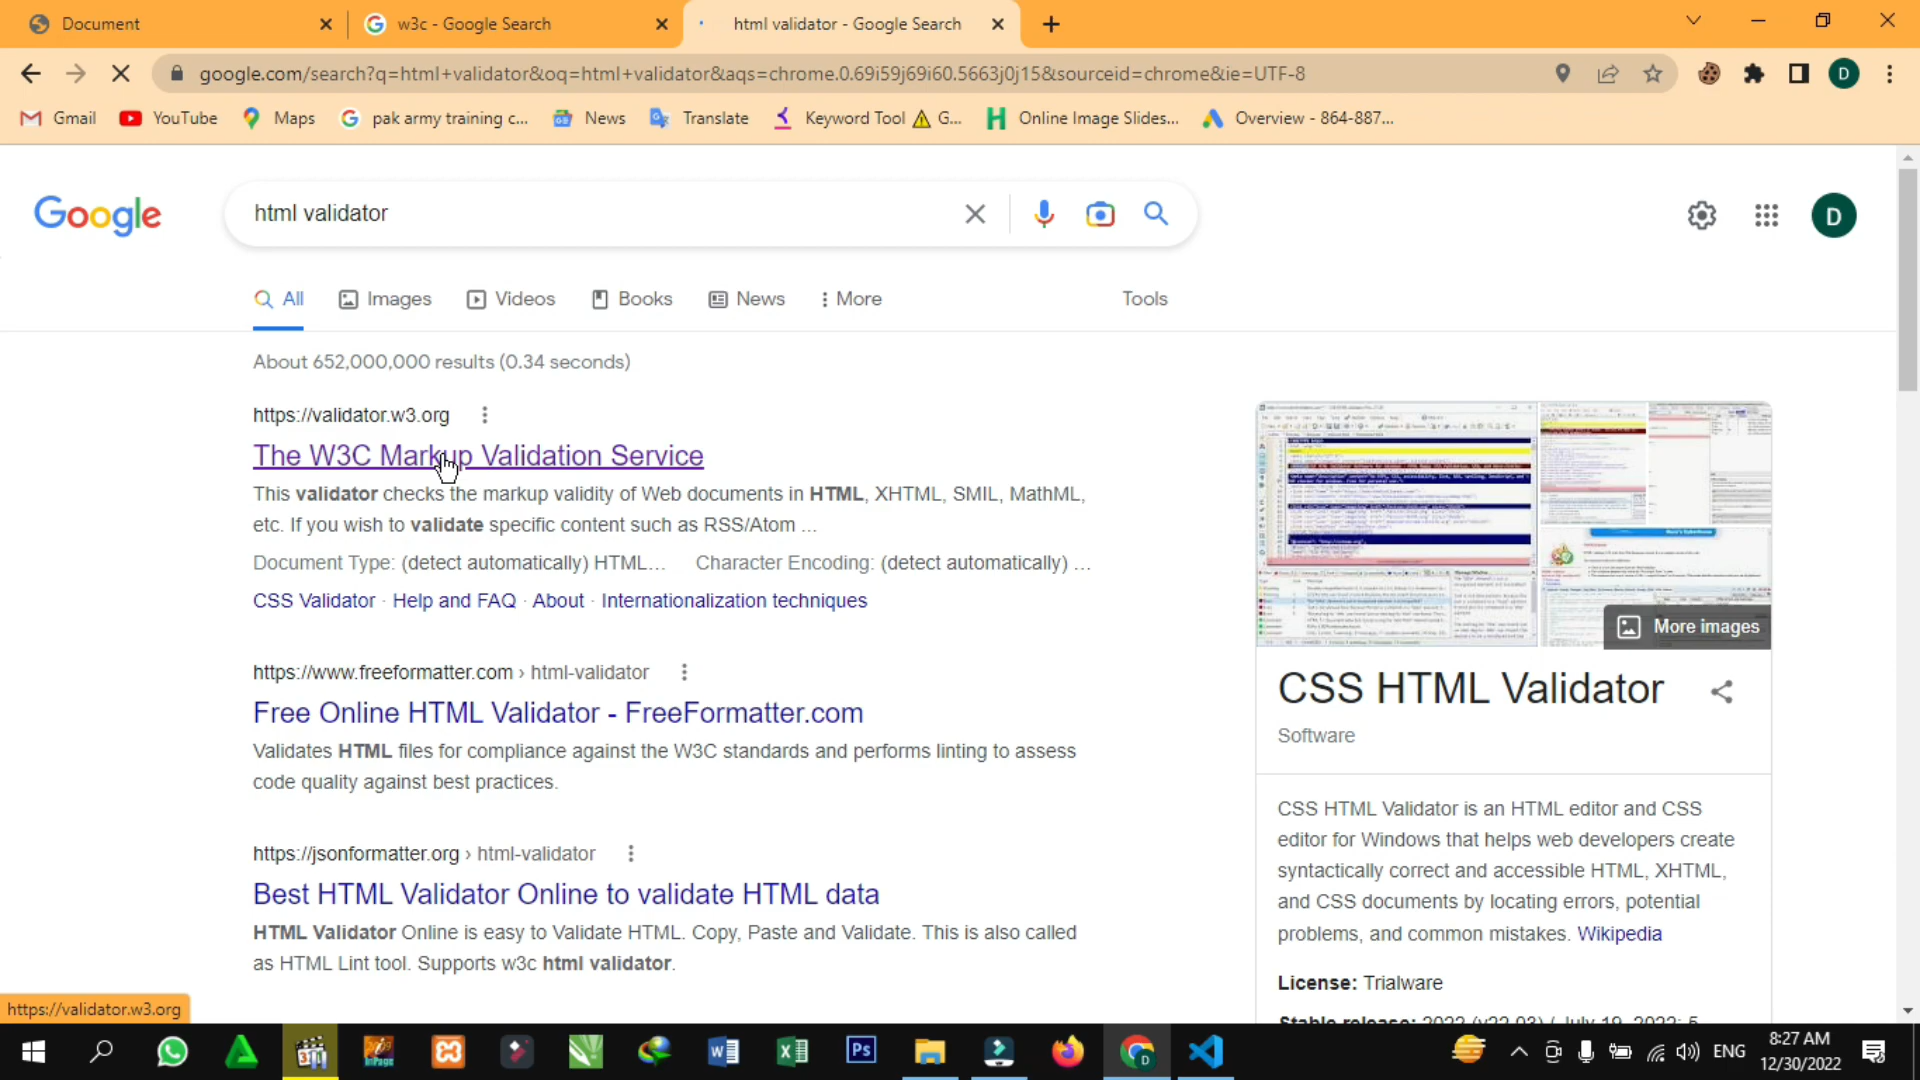 Document
w3c - Google Search
html validator - Google Search
google.com/search?q=html+validator&oq=html+validator&aqs=chrome.0.69i59j69i60.5663j0j15&sourceid=chrome&ie=UTF-8
D
Gmail
YouTube
Maps
pak army training c...
News
Translate
Keyword Tool ⚠ G...
Online Image Slides...
Overview - 864-887...
Google
html validator
D
All
Images
Videos
Books
News
More
Tools
About 652,000,000 results (0.34 seconds)
https://validator.w3.org
The W3C Markup Validation Service
This validator checks the markup validity of Web documents in HTML, XHTML, SMIL, MathML,
etc. If you wish to validate specific content such as RSS/Atom ...
Document Type: (detect automatically) HTML... Character Encoding: (detect automatically) ...
CSS Validator · Help and FAQ · About · Internationalization techniques
https://www.freeformatter.com › html-validator
Free Online HTML Validator - FreeFormatter.com
Validates HTML files for compliance against the W3C standards and performs linting to assess
code quality against best practices.
https://jsonformatter.org › html-validator
Best HTML Validator Online to validate HTML data
HTML Validator Online is easy to Validate HTML. Copy, Paste and Validate. This is also called
as HTML Lint tool. Supports w3c html validator.
More images
CSS HTML Validator
Software
CSS HTML Validator is an HTML editor and CSS
editor for Windows that helps web developers create
syntactically correct and accessible HTML, XHTML,
and CSS documents by locating errors, potential
problems, and common mistakes. Wikipedia
License: Trialware
Stable release: 2022 (v22.03) ( July 19, 2022; 5
https://validator.w3.org
Ps
ENG
8:27 AM
12/30/2022